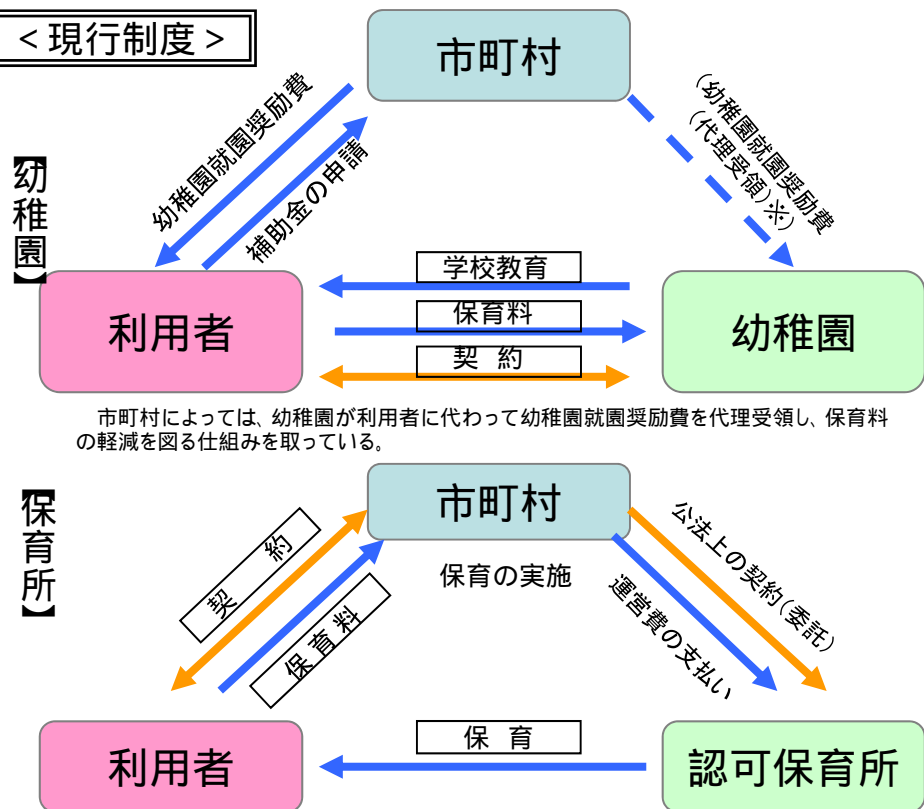 <現行制度>
市町村
幼稚園就園奨励費
補助金の申請
(幼稚園就園奨励費
(代理受領)※)
【幼稚園】
学校教育
保育料
契 約
利用者
幼稚園
市町村によっては、幼稚園が利用者に代わって幼稚園就園奨励費を代理受領し、保育料
の軽減を図る仕組みを取っている。
【保育所】
市町村
契 約
保育料
保育の実施
公法上の契約(委託)
運営費の支払い
保 育
利用者
認可保育所